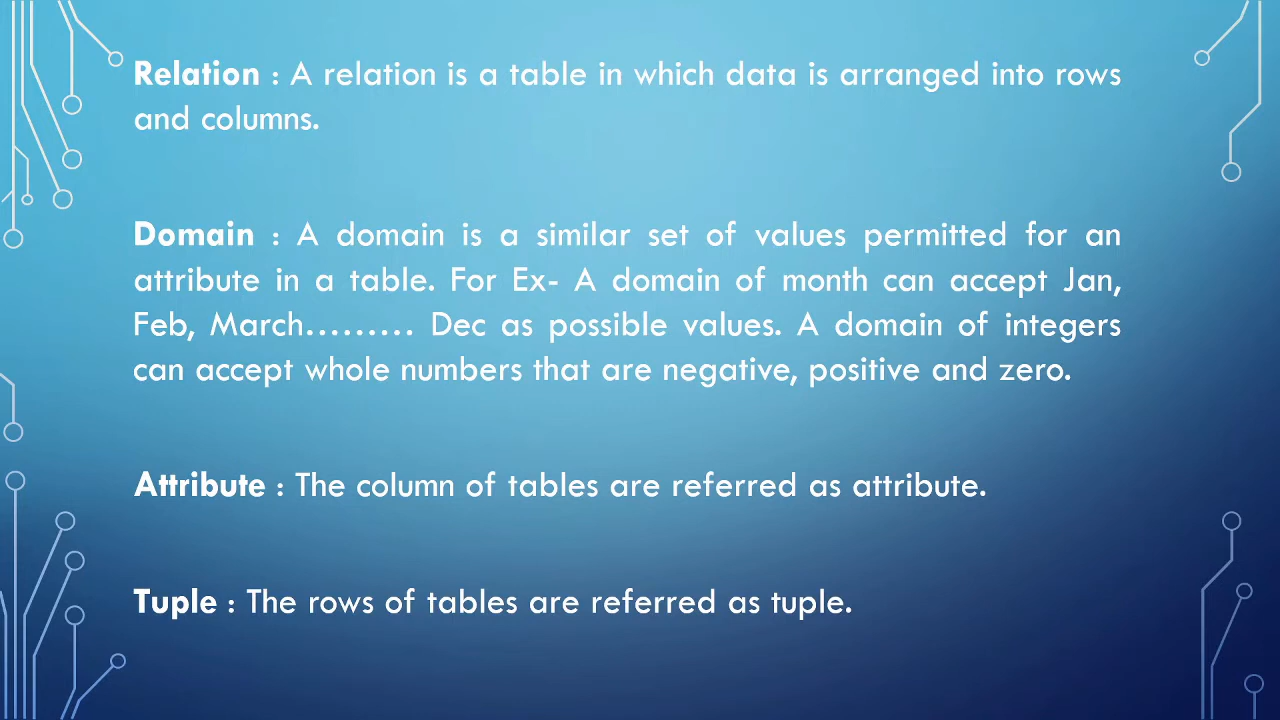 Relation : A relation is a table in which data is arranged into rows
and columns.
Domain : A domain is a similar set of values permitted for an
attribute in a table. For Ex- A domain of month can accept Jan,
Feb, March......... Dec as possible values. A domain of integers
can accept whole numbers that are negative, positive and zero.
Attribute : The column of tables are referred as attribute.
Tuple : The rows of tables are referred as tuple.